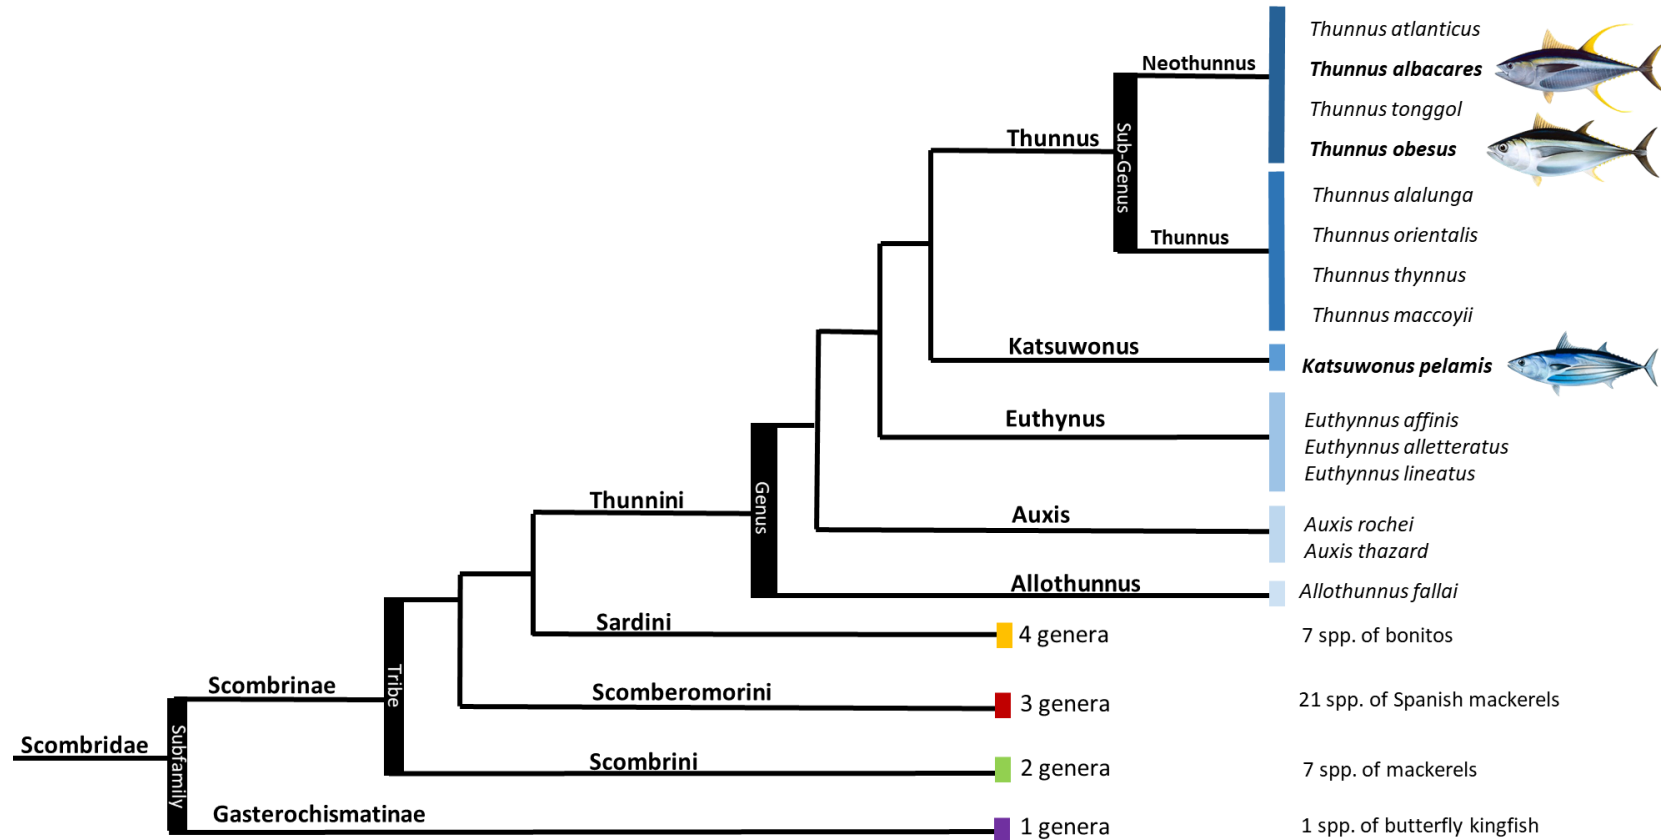 Thunnus atlanticus
Neothunnus
Thunnus albacares
Thunnus tonggol
Thunnus
Sub-Genus
Thunnus obesus
Thunnus alalunga
Thunnus
Thunnus orientalis
Thunnus thynnus
Thunnus maccoyii
Katsuwonus
Katsuwonus pelamis
Euthynus
Euthynnus affinis
Euthynnus alletteratus
Euthynnus lineatus
Thunnini
Genus
Auxis
Auxis rochei
Auxis thazard
Allothunnus
Allothunnus fallai
Sardini
4 genera
7 spp. of bonitos
Tribe
Scombrinae
Scomberomorini
3 genera
21 spp. of Spanish mackerels
Scombridae
Subfamily
Scombrini
2 genera
7 spp. of mackerels
Gasterochismatinae
1 genera
1 spp. of butterfly kingfish